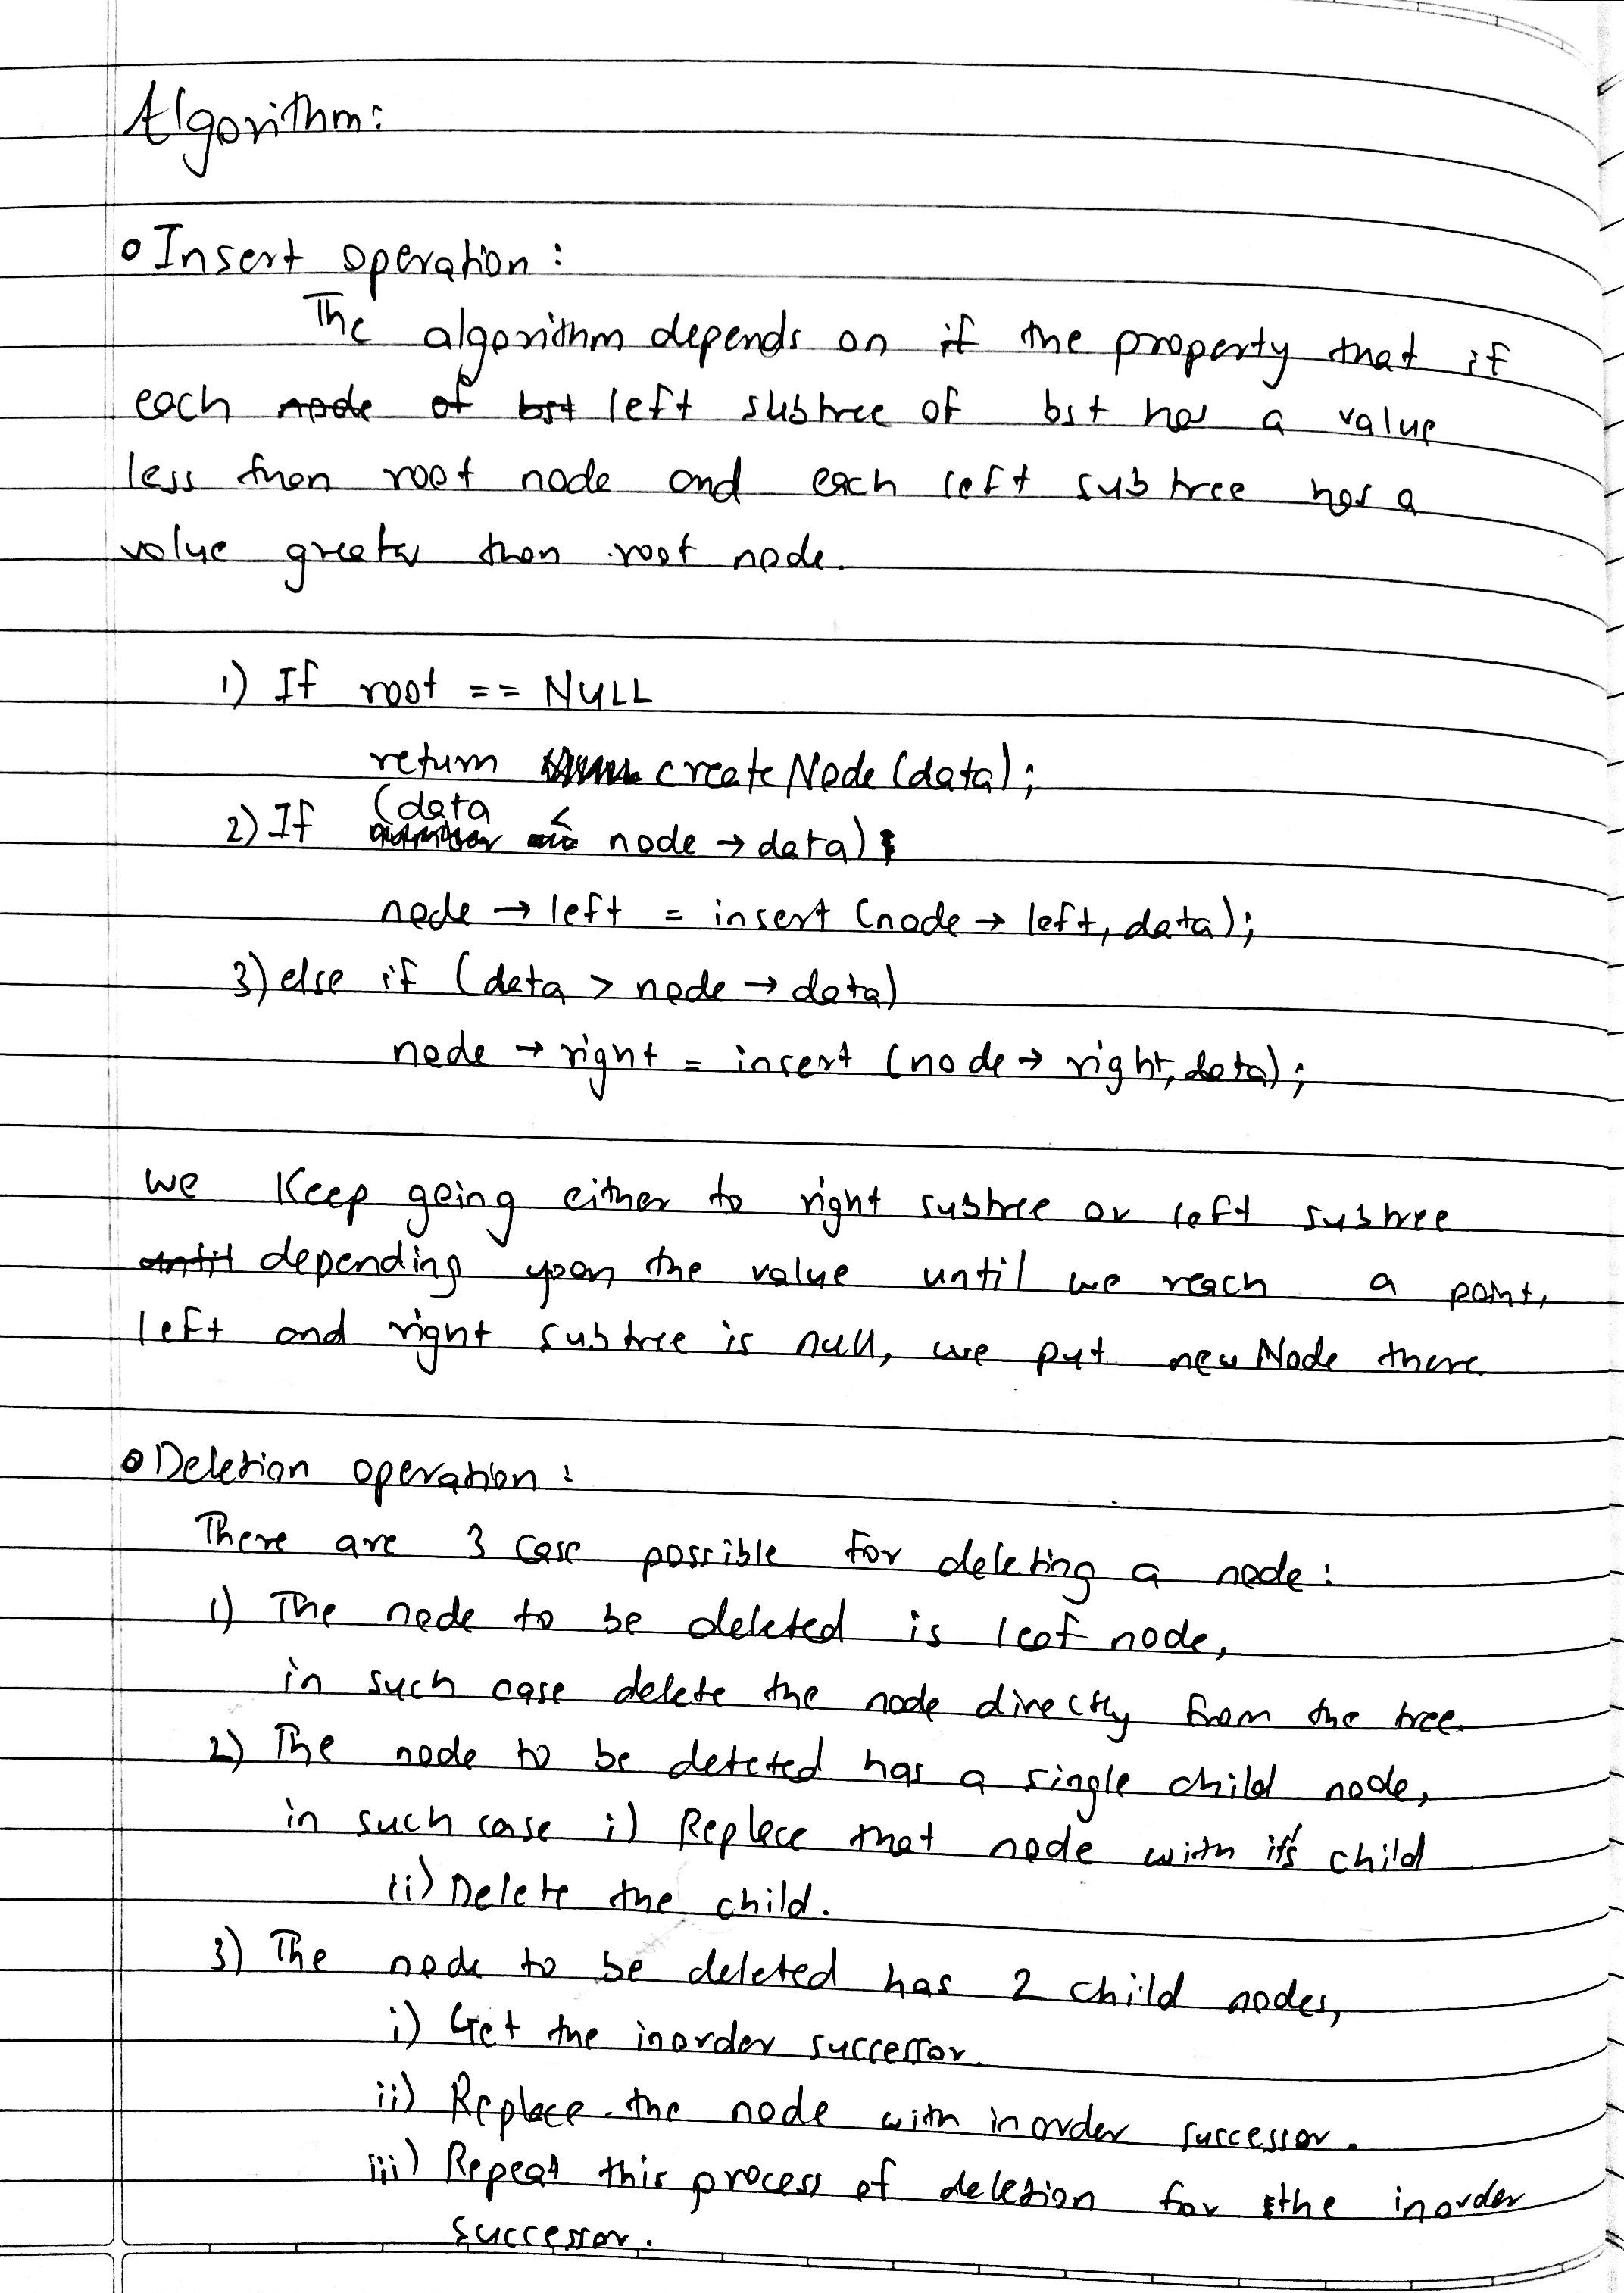 Algorithm:
• Insert operation:
The algorithm depends on if the property that if
each node of bst left subtree of bst has a value
less than root node and each left subtree has a
value greater than root node.
1) If root == NULL
return createNode(data);
2) If (data < node → data)
node → left = insert (node → left, data);
3) else if (data > node → data)
node → right = insert (node → right, data);
we keep going either to right subtree or left subtree
until depending upon the value until we reach a point,
left and right subtree is null, we put new Node there
• Deletion operation:
There are 3 case possible for deleting a node:
1) The node to be deleted is leaf node,
in such case delete the node directly from the tree.
2) The node to be deleted has a single child node,
in such case i) Replace that node with it's child
ii) Delete the child.
3) The node to be deleted has 2 child nodes,
i) Get the inorder successor.
ii) Replace the node with inorder successor.
iii) Repeat this process of deletion for the inorder
successor.